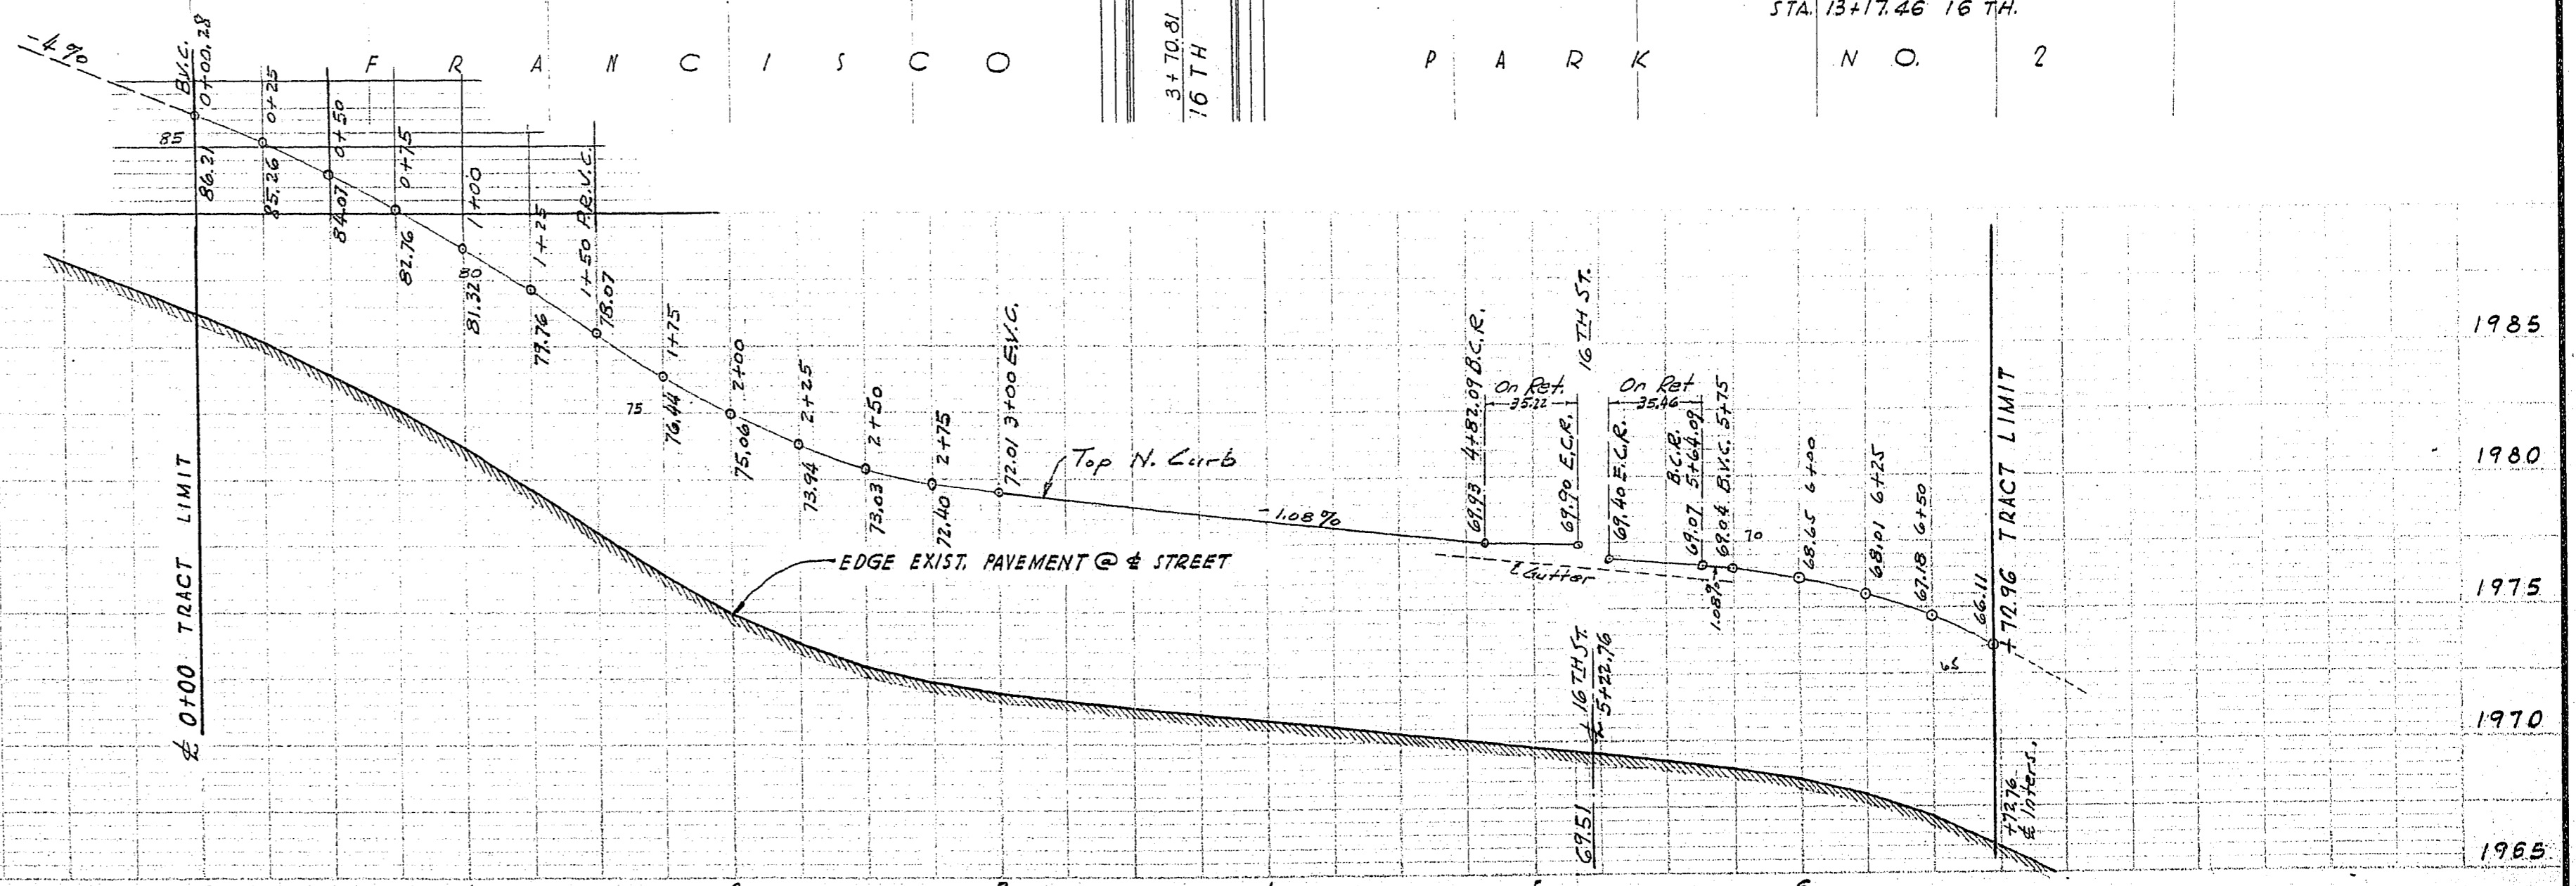 STA. 13+17.46 16 TH.
-4%
F R A N C I S C O
3+70.81
16 TH
P A R K N O. 2
B.V.C.
0+00.28
86.21
85
85.26 0+25
84.07 0+50
82.76 0+75
81.32 1+00
80
79.76 1+25
1+50 P.R.V.C.
78.07
76.44 1+75
75
75.06 2+00
73.94 2+25
73.03 2+50
72.40 2+75
72.01 3+00 E.V.C.
Top N. Curb
-1.08%
69.93 4+82.09 B.C.R.
On Ret.
35.22
69.90 E.C.R.
16TH ST.
On Ret
35.46
69.40 E.C.R.
B.C.R.
69.07 5+64.09
69.04 B.V.C. 5+75
1.08%
70
68.65 6+00
68.01 6+25
67.18 6+50
66.11
+72.96 TRACT LIMIT
65
Gutter
℄ 0+00 TRACT LIMIT
EDGE EXIST. PAVEMENT @ ℄ STREET
℄ 16TH ST.
5+22.76
69.51
+72.76
℄ Inters.
1985
1980
1975
1970
1965